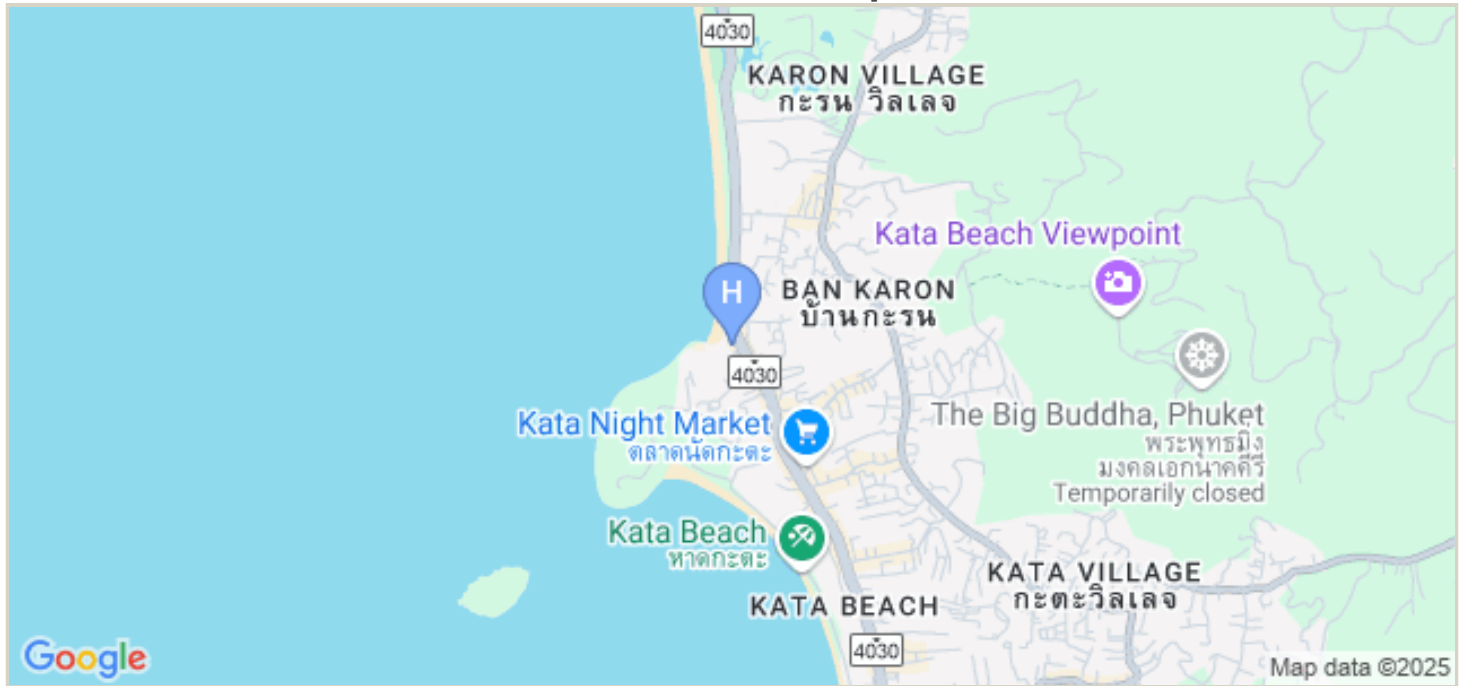 4030
KARON VILLAGE
กะรน วิลเลจ
Kata Beach Viewpoint
H
BAN KARON
บ้านกะรน
4030
Kata Night Market
ตลาดนัดกะตะ
The Big Buddha, Phuket
พระพุทธมิ่ง
มงคลเอกนาคคีรี
Temporarily closed
Kata Beach
หาดกะตะ
KATA VILLAGE
กะตะวิลเลจ
KATA BEACH
4030
Google
Map data ©2025